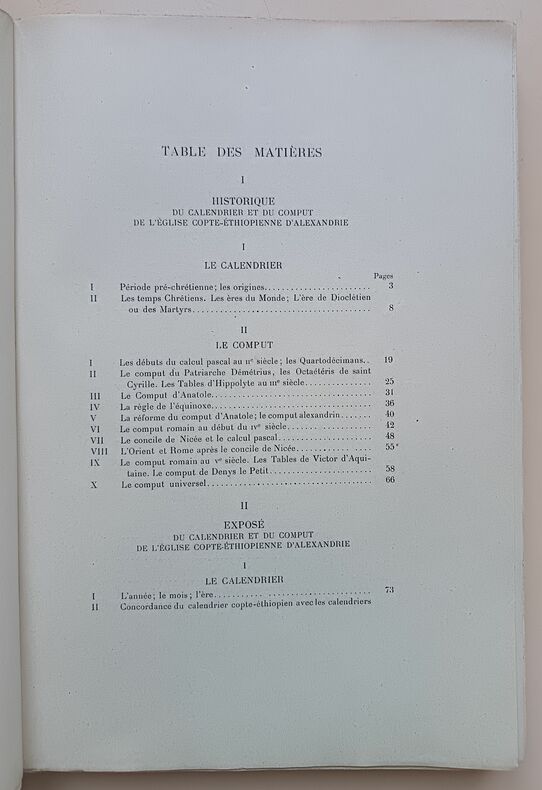 TABLE DES MATIÈRES
I
HISTORIQUE
DU CALENDRIER ET DU COMPUT
DE L'ÉGLISE COPTE-ÉTHIOPIENNE D'ALEXANDRIE
I
LE CALENDRIER
Pages
I Période pré-chrétienne; les origines....................... 3
II Les temps Chrétiens. Les ères du Monde; L'ère de Dioclétien
ou des Martyrs...................................... 8
II
LE COMPUT
I Les débuts du calcul pascal au IIe siècle; les Quartodécimans.. 19
II Le comput du Patriarche Démétrius, les Octaétéris de saint
Cyrille. Les Tables d'Hippolyte au IIIe siècle.............. 25
III Le Comput d'Anatole.................................. 31
IV La règle de l'équinoxe.................................. 36
V La réforme du comput d'Anatole; le comput alexandrin....... 40
VI Le comput romain au début du IVe siècle.................. 42
VII Le concile de Nicée et le calcul pascal.................... 48
VIII L'Orient et Rome après le concile de Nicée................ 55
IX Le comput romain au Ve siècle. Les Tables de Victor d'Aqui-
taine. Le comput de Denys le Petit...................... 58
X Le comput universel................................... 66
II
EXPOSÉ
DU CALENDRIER ET DU COMPUT
DE L'ÉGLISE COPTE-ÉTHIOPIENNE D'ALEXANDRIE
I
LE CALENDRIER
I L'année; le mois; l'ère................................. 73
II Concordance du calendrier copte-éthiopien avec les calendriers